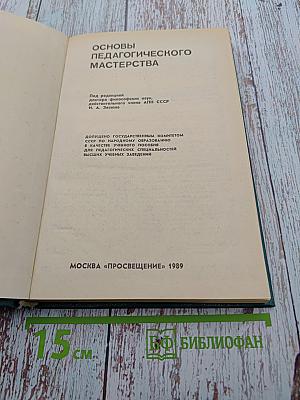 ОСНОВЫ
ПЕДАГОГИЧЕСКОГО
МАСТЕРСТВА
Под редакцией
доктора философских наук,
действительного члена АПН СССР
И. А. Зязюна
ДОПУЩЕНО ГОСУДАРСТВЕННЫМ КОМИТЕТОМ
СССР ПО НАРОДНОМУ ОБРАЗОВАНИЮ
В КАЧЕСТВЕ УЧЕБНОГО ПОСОБИЯ
ДЛЯ ПЕДАГОГИЧЕСКИХ СПЕЦИАЛЬНОСТЕЙ
ВЫСШИХ УЧЕБНЫХ ЗАВЕДЕНИЙ
МОСКВА «ПРОСВЕЩЕНИЕ» 1989
15 см.
БФ БИБЛИОФАН